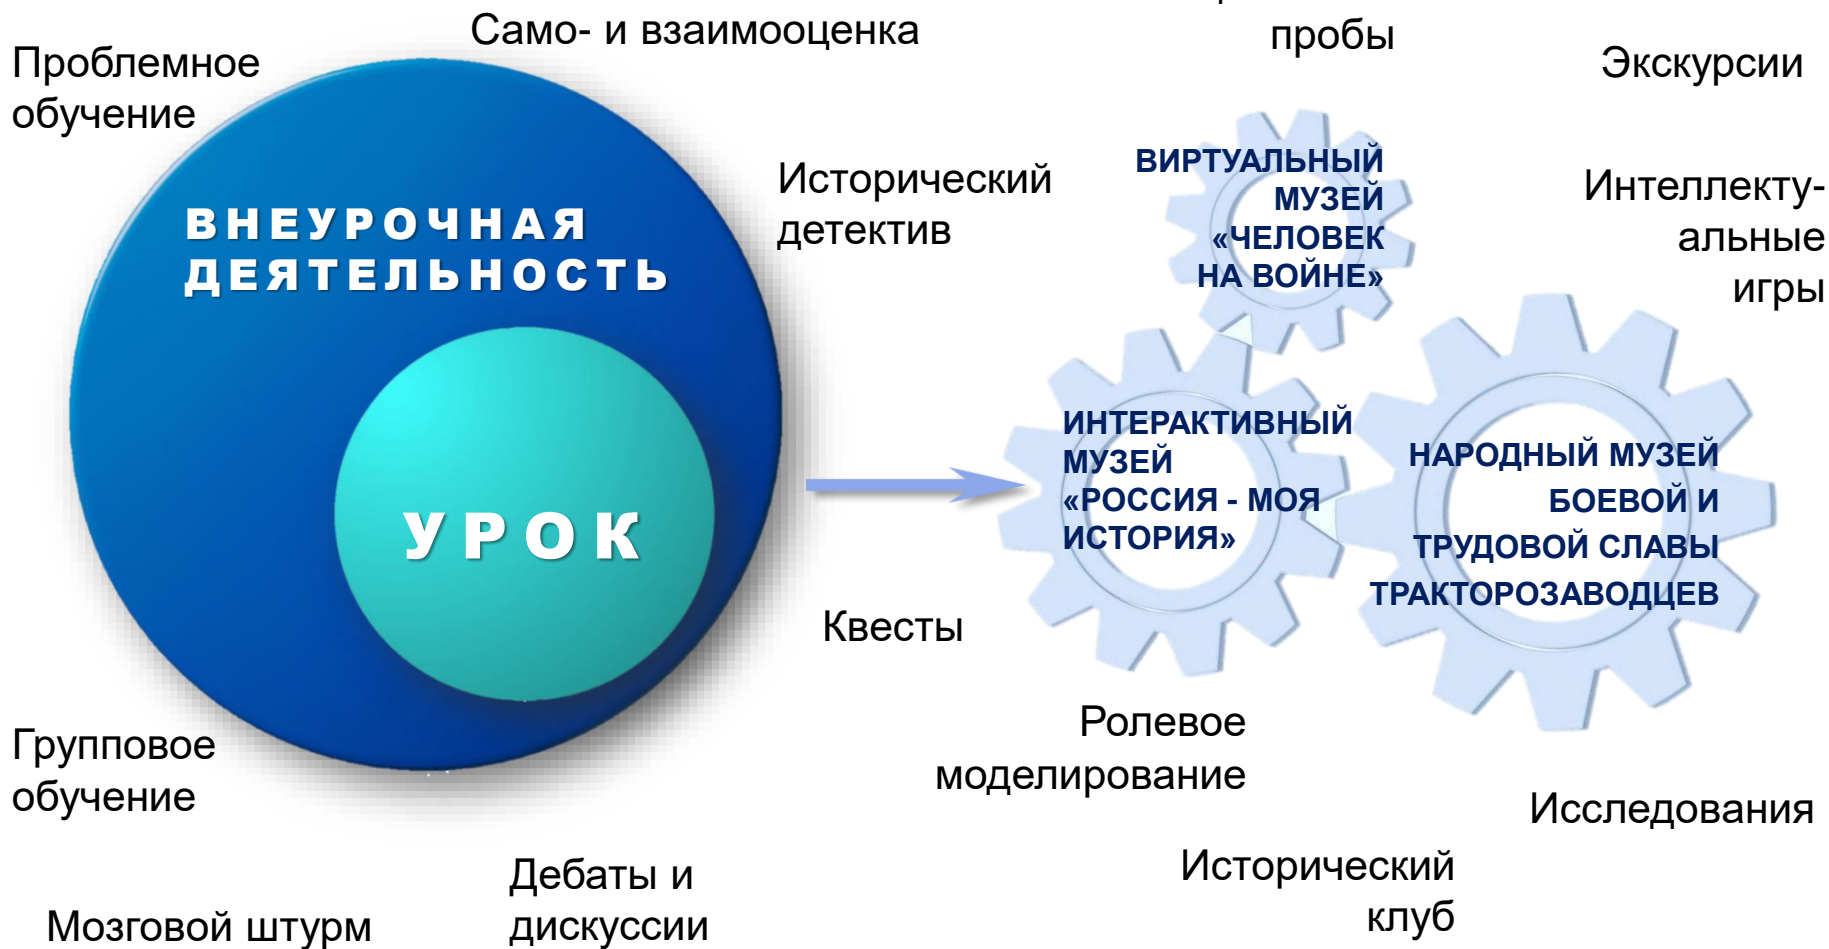 Само- и взаимооценка
пробы
Проблемное
обучение
Экскурсии
ВНЕУРОЧНАЯ
ДЕЯТЕЛЬНОСТЬ
Исторический
детектив
ВИРТУАЛЬНЫЙ
МУЗЕЙ
«ЧЕЛОВЕК
НА ВОЙНЕ»
Интеллекту-
альные
игры
УРОК
ИНТЕРАКТИВНЫЙ
МУЗЕЙ
«РОССИЯ - МОЯ
ИСТОРИЯ»
НАРОДНЫЙ МУЗЕЙ
БОЕВОЙ И
ТРУДОВОЙ СЛАВЫ
ТРАКТОРОЗАВОДЦЕВ
Квесты
Групповое
обучение
Ролевое
моделирование
Исследования
Мозговой штурм
Дебаты и
дискуссии
Исторический
клуб